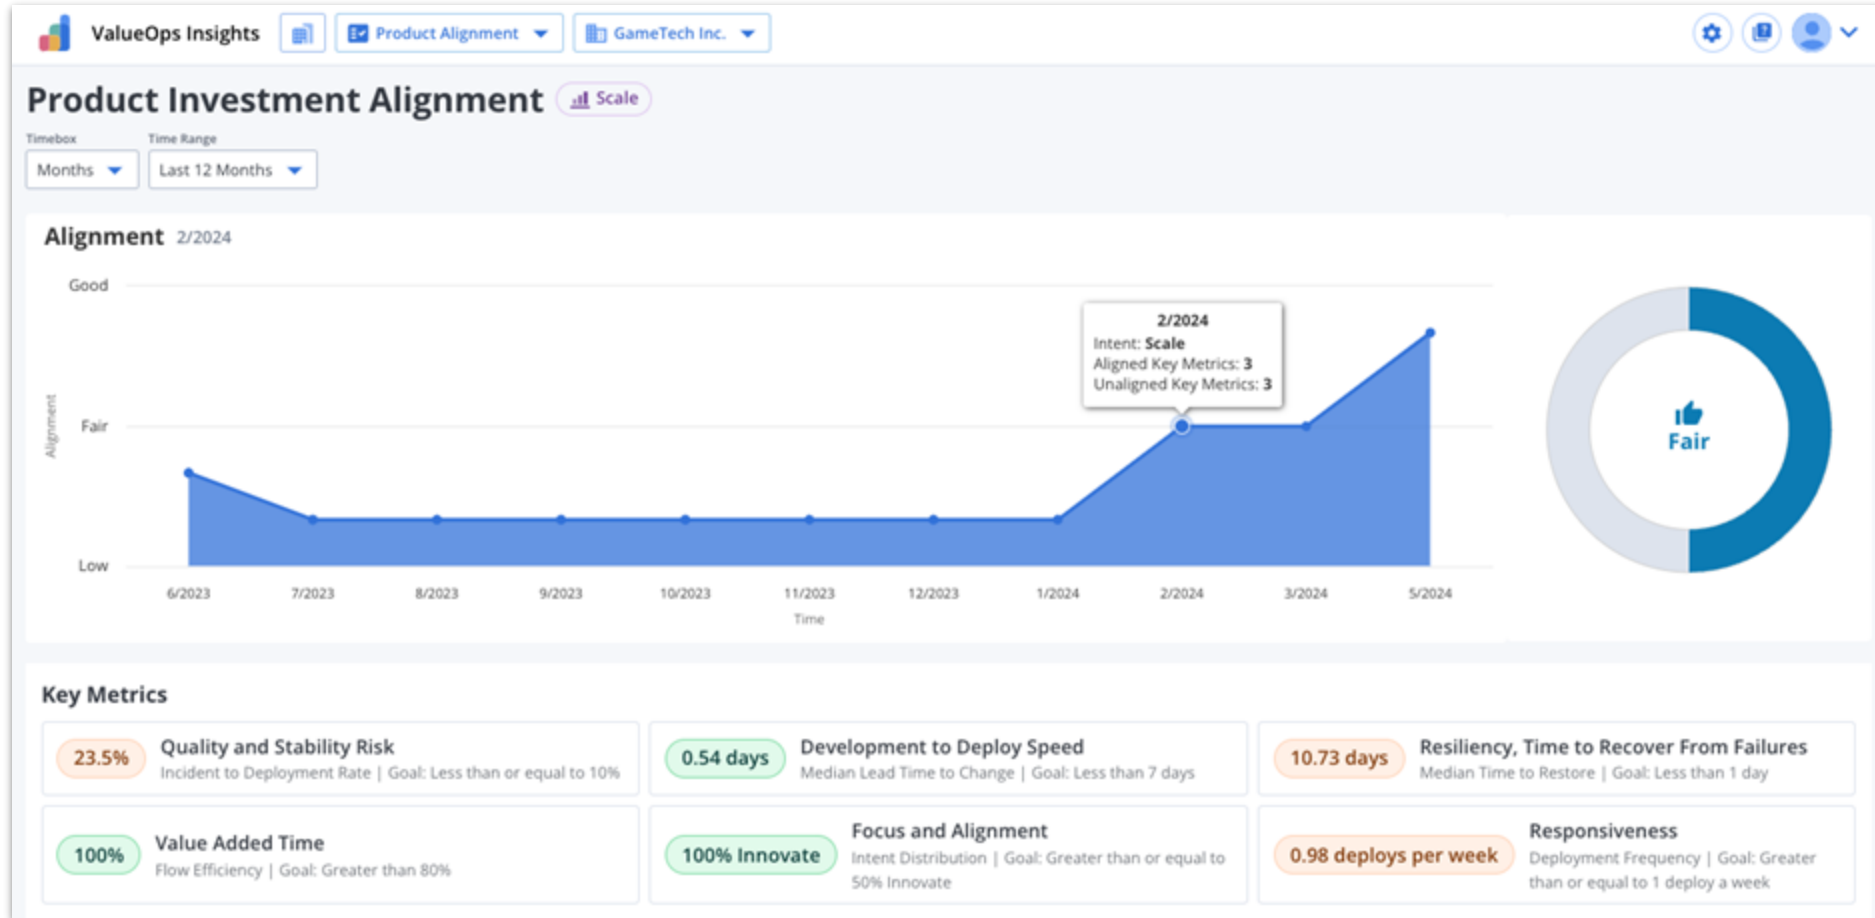 ValueOps Insights
Product Alignment
GameTech Inc.
Product Investment Alignment
Scale
Timebox
Time Range
Months
Last 12 Months
Alignment 2/2024
Good
Fair
Low
Alignment
2/2024
Intent: Scale
Aligned Key Metrics: 3
Unaligned Key Metrics: 3
6/2023
7/2023
8/2023
9/2023
10/2023
11/2023
12/2023
1/2024
2/2024
3/2024
5/2024
Time
Fair
Key Metrics
23.5%
Quality and Stability Risk
Incident to Deployment Rate | Goal: Less than or equal to 10%
0.54 days
Development to Deploy Speed
Median Lead Time to Change | Goal: Less than 7 days
10.73 days
Resiliency, Time to Recover From Failures
Median Time to Restore | Goal: Less than 1 day
100%
Value Added Time
Flow Efficiency | Goal: Greater than 80%
100% Innovate
Focus and Alignment
Intent Distribution | Goal: Greater than or equal to
50% Innovate
0.98 deploys per week
Responsiveness
Deployment Frequency | Goal: Greater
than or equal to 1 deploy a week